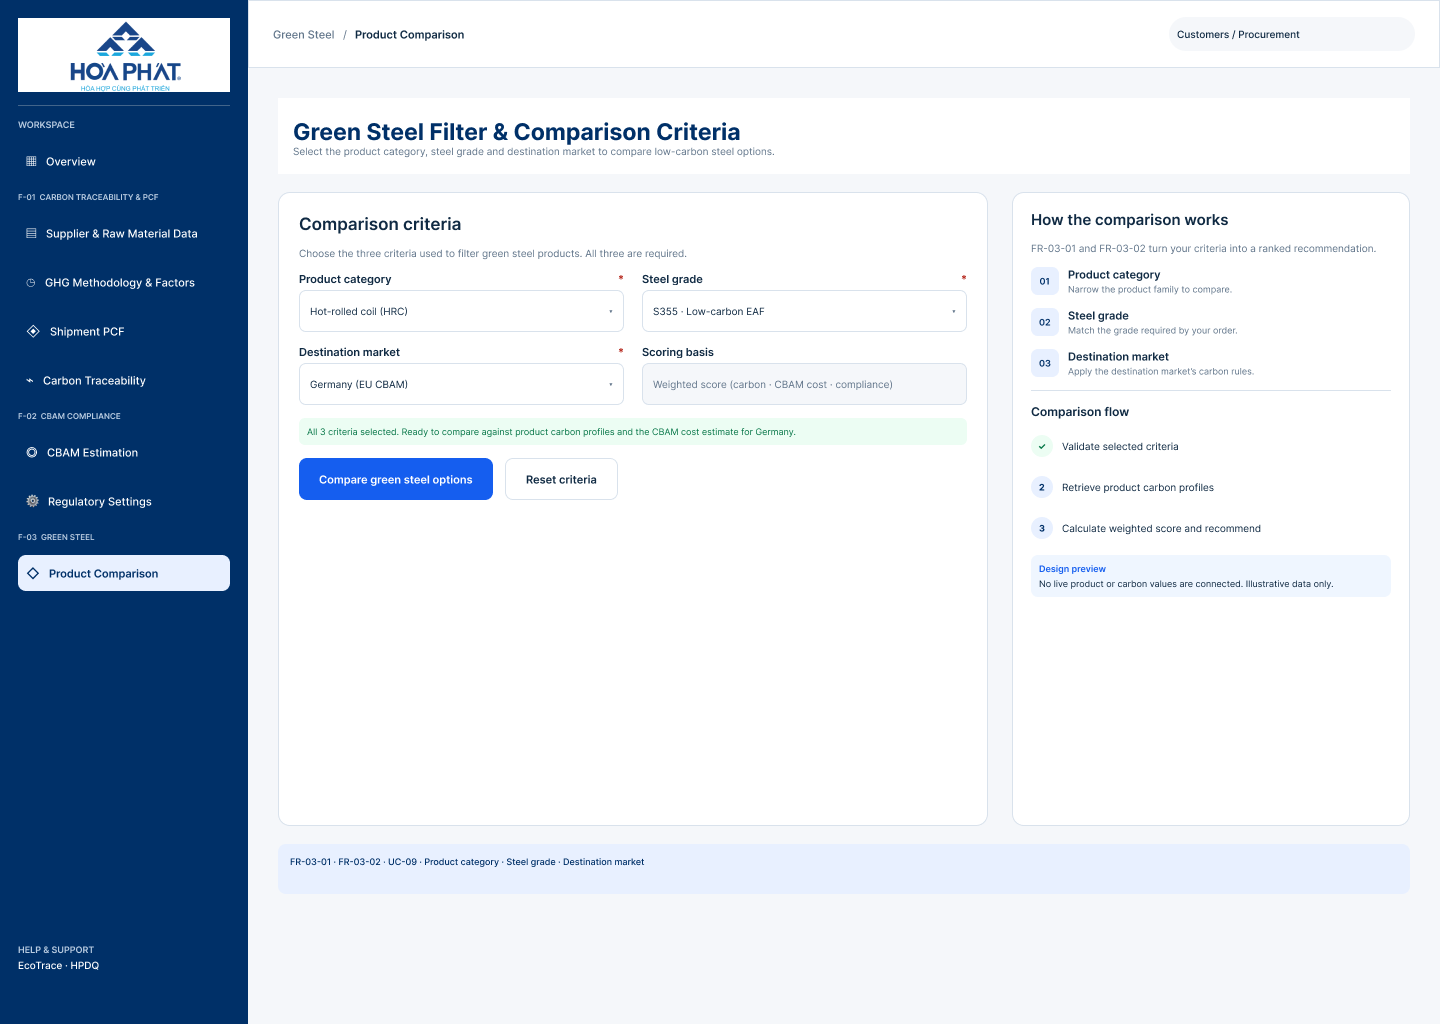 HÒA PHÁT
HÒA HỢP CÙNG PHÁT TRIỂN
WORKSPACE
Overview
F-01 CARBON TRACEABILITY & PCF
Supplier & Raw Material Data
GHG Methodology & Factors
Shipment PCF
Carbon Traceability
F-02 CBAM COMPLIANCE
CBAM Estimation
Regulatory Settings
F-03 GREEN STEEL
Product Comparison
HELP & SUPPORT
EcoTrace · HPDQ
Green Steel / Product Comparison
Customers / Procurement
Green Steel Filter & Comparison Criteria
Select the product category, steel grade and destination market to compare low-carbon steel options.
Comparison criteria
Choose the three criteria used to filter green steel products. All three are required.
Product category *
Steel grade *
Hot-rolled coil (HRC)
S355 · Low-carbon EAF
Destination market *
Scoring basis
Germany (EU CBAM)
Weighted score (carbon · CBAM cost · compliance)
All 3 criteria selected. Ready to compare against product carbon profiles and the CBAM cost estimate for Germany.
Compare green steel options
Reset criteria
How the comparison works
FR-03-01 and FR-03-02 turn your criteria into a ranked recommendation.
01 Product category
Narrow the product family to compare.
02 Steel grade
Match the grade required by your order.
03 Destination market
Apply the destination market's carbon rules.
Comparison flow
✓ Validate selected criteria
2 Retrieve product carbon profiles
3 Calculate weighted score and recommend
Design preview
No live product or carbon values are connected. Illustrative data only.
FR-03-01 · FR-03-02 · UC-09 · Product category · Steel grade · Destination market